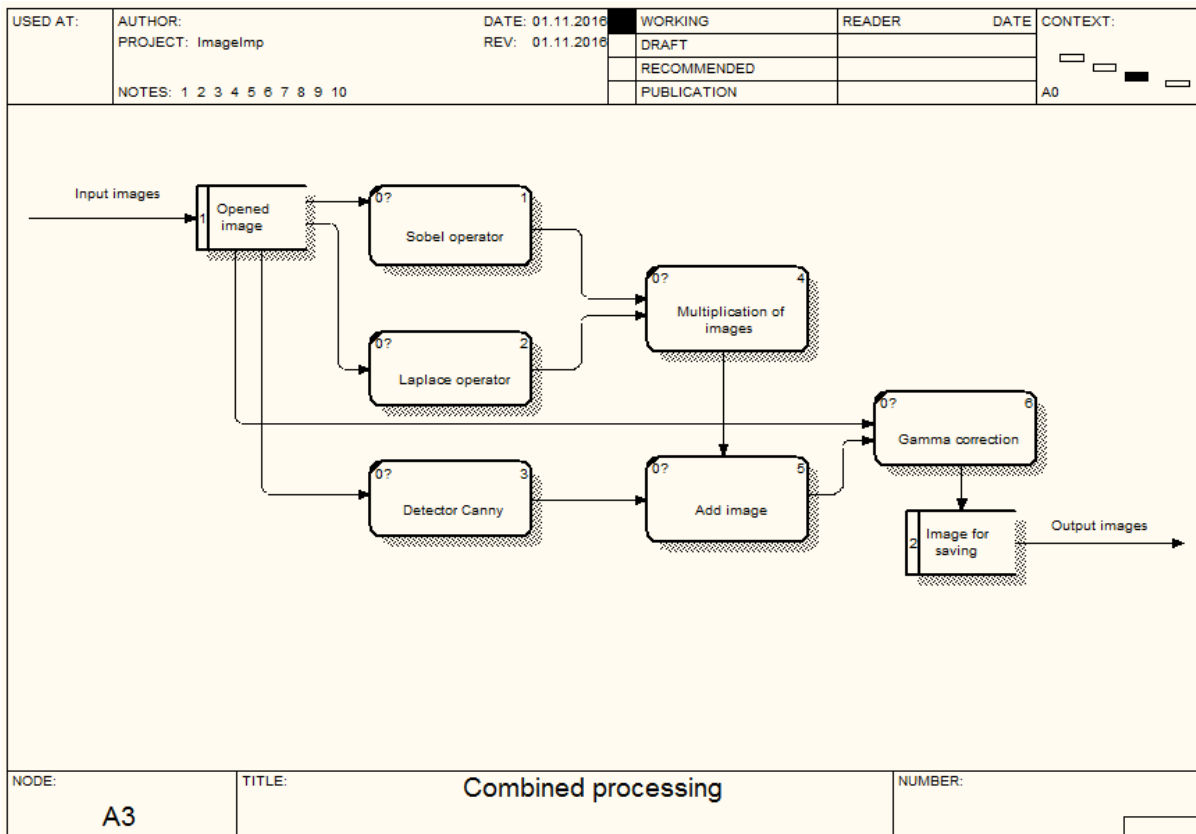 USED AT:
AUTHOR:
DATE: 01.11.2016
PROJECT: ImageImp
REV: 01.11.2016
NOTES: 1 2 3 4 5 6 7 8 9 10
WORKING
DRAFT
RECOMMENDED
PUBLICATION
READER
DATE
CONTEXT:
A0
Input images
1
Opened
image
0?
1
Sobel operator
0?
2
Laplace operator
0?
3
Detector Canny
0?
4
Multiplication of
images
0?
5
Add image
0?
6
Gamma correction
2
Image for
saving
Output images
NODE:
A3
TITLE:
Combined processing
NUMBER: